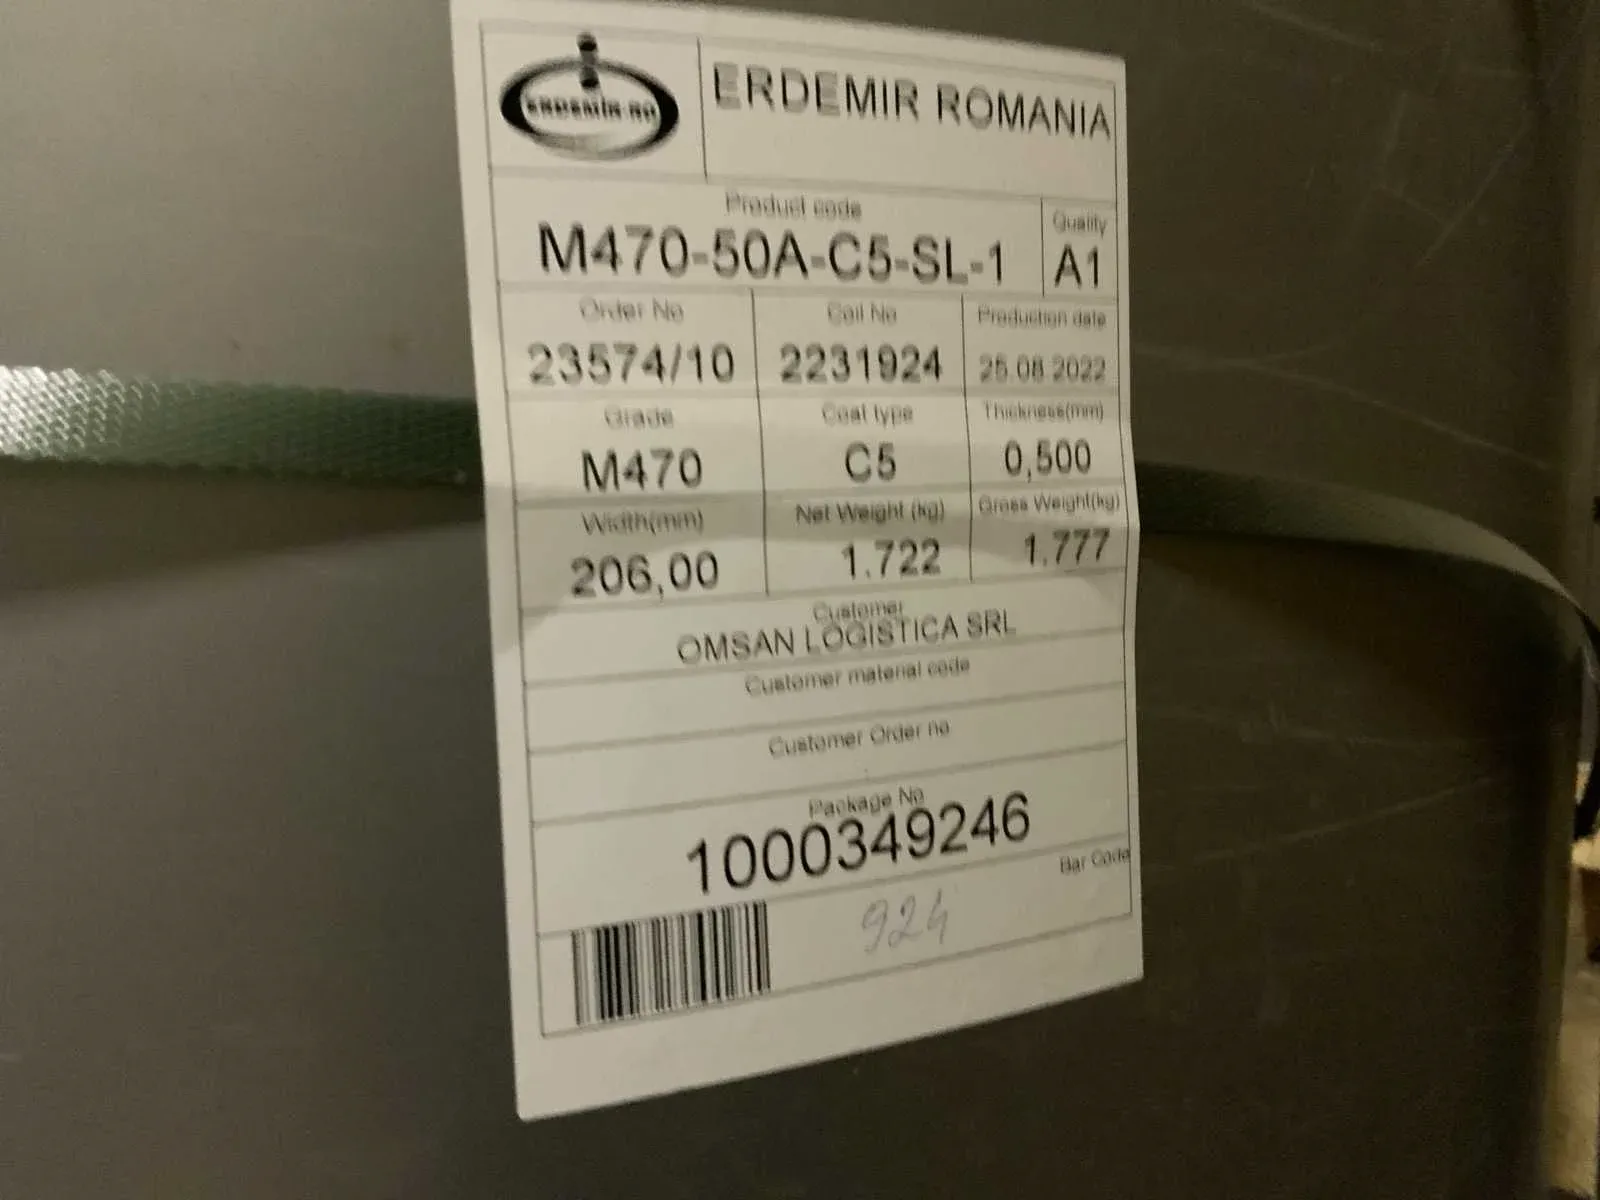 ERDEMİR-RO
ERDEMIR ROMANIA
Product code
Quality
M470-50A-C5-SL-1
A1
Order No
Coil No
Production date
23574/10
2231924
25.08.2022
Grade
Coat type
Thickness(mm)
M470
C5
0,500
Width(mm)
Net Weight (kg)
Gross Weight(kg)
206,00
1.722
1.777
Customer
OMSAN LOGISTICA SRL
Customer material code
Customer Order no
Package No
1000349246
Bar Code
924